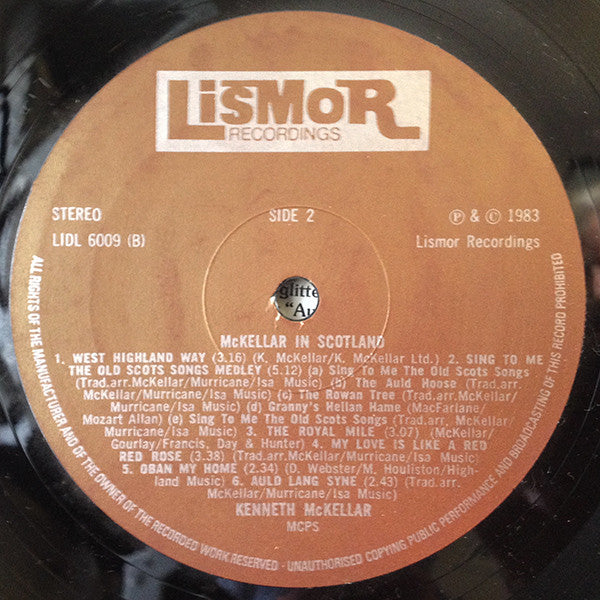 LISMOR
RECORDINGS
STEREO
SIDE 2
℗ & © 1983
LIDL 6009 (B)
Lismor Recordings
glitte
"Au
McKELLAR IN SCOTLAND
1. WEST HIGHLAND WAY (3.16) (K. McKellar/K. McKellar Ltd.) 2. SING TO ME
THE OLD SCOTS SONGS MEDLEY (5.12) (a) Sing To Me The Old Scots Songs
(Trad.arr.McKellar/Murricane/Isa Music) (b) The Auld Hoose (Trad.arr.
McKellar/Murricane/Isa Music) (c) The Rowan Tree (Trad.arr.McKellar/
Murricane/Isa Music) (d) Granny's Hellan Hame (MacFarlane/
Mozart Allan) (e) Sing To Me The Old Scots Songs (Trad.arr. McKellar/
Murricane/Isa Music) 3. THE ROYAL MILE (3.07) (McKellar/
Gourlay/Francis, Day & Hunter) 4. MY LOVE IS LIKE A RED
RED ROSE (3.38) (Trad.arr.McKellar/Murricane/Isa Music)
5. OBAN MY HOME (2.34) (D. Webster/M. Houliston/High-
land Music) 6. AULD LANG SYNE (2.43) (Trad.arr.
McKellar/Murricane/Isa Music)
KENNETH McKELLAR
MCPS
ALL RIGHTS OF THE MANUFACTURER AND OF THE OWNER OF THE RECORDED WORK RESERVED - UNAUTHORISED COPYING, PUBLIC PERFORMANCE AND BROADCASTING OF THIS RECORD PROHIBITED